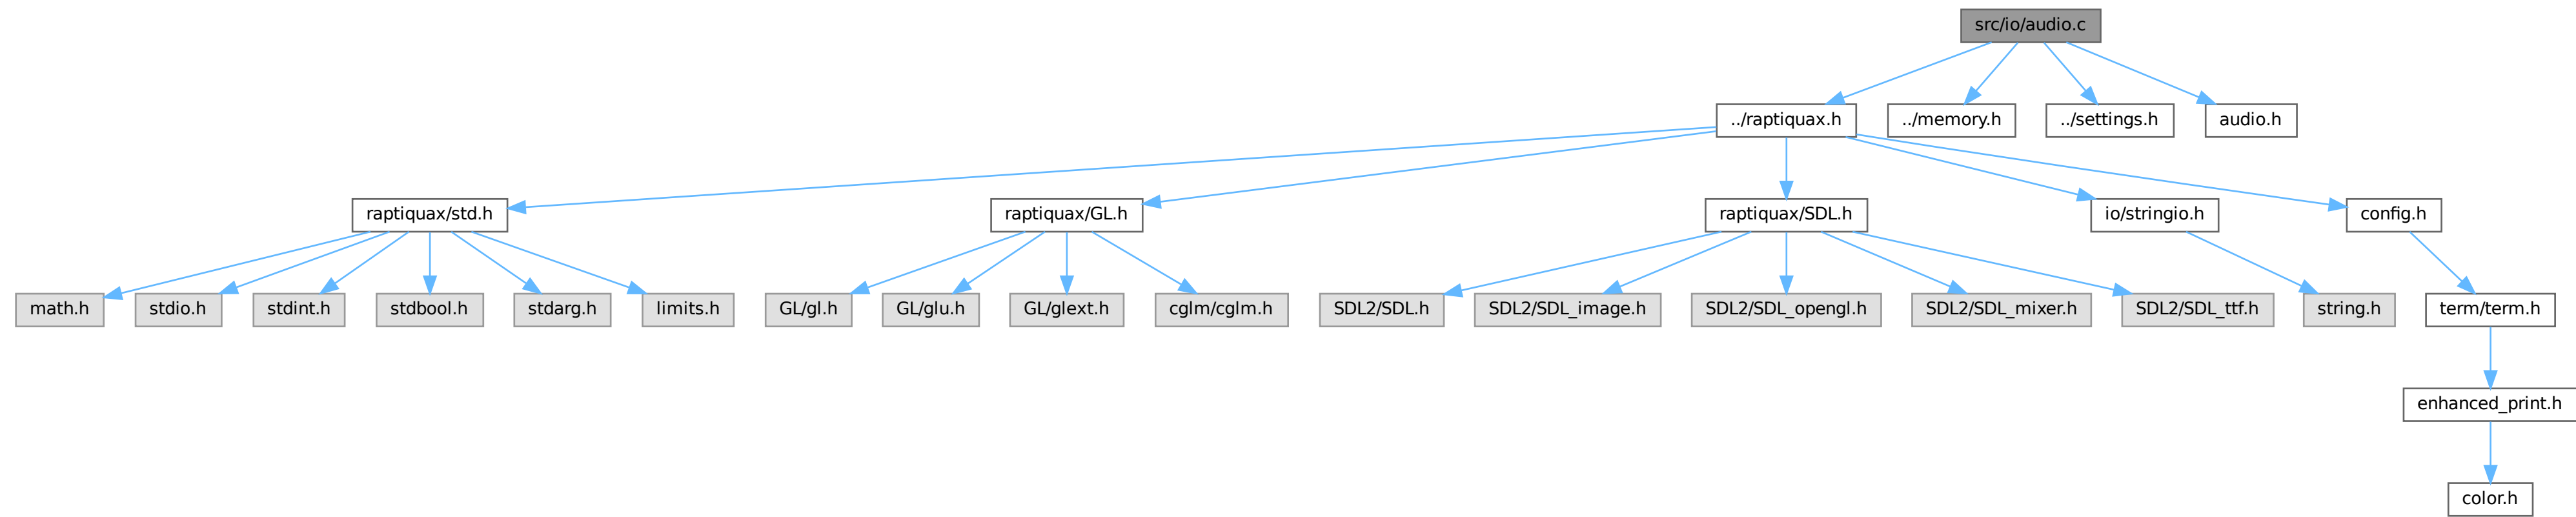 src/io/audio.c
../raptiquax.h
../memory.h
../settings.h
audio.h
raptiquax/std.h
raptiquax/GL.h
raptiquax/SDL.h
io/stringio.h
config.h
math.h
stdio.h
stdint.h
stdbool.h
stdarg.h
limits.h
GL/gl.h
GL/glu.h
GL/glext.h
cglm/cglm.h
SDL2/SDL.h
SDL2/SDL_image.h
SDL2/SDL_opengl.h
SDL2/SDL_mixer.h
SDL2/SDL_ttf.h
string.h
term/term.h
enhanced_print.h
color.h